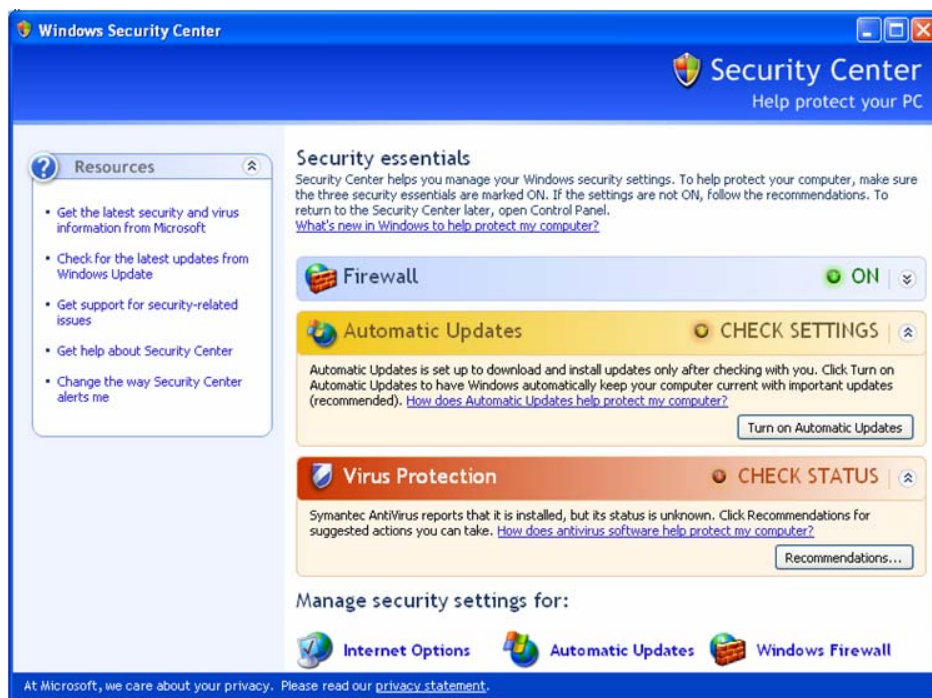 Windows Security Center
Security Center
Help protect your PC
Resources
Get the latest security and virus
information from Microsoft
Check for the latest updates from
Windows Update
Get support for security-related
issues
Get help about Security Center
Change the way Security Center
alerts me
Security essentials
Security Center helps you manage your Windows security settings. To help protect your computer, make sure
the three security essentials are marked ON. If the settings are not ON, follow the recommendations. To
return to the Security Center later, open Control Panel.
What's new in Windows to help protect my computer?
Firewall ON
Automatic Updates CHECK SETTINGS
Automatic Updates is set up to download and install updates only after checking with you. Click Turn on
Automatic Updates to have Windows automatically keep your computer current with important updates
(recommended). How does Automatic Updates help protect my computer?
Turn on Automatic Updates
Virus Protection CHECK STATUS
Symantec AntiVirus reports that it is installed, but its status is unknown. Click Recommendations for
suggested actions you can take. How does antivirus software help protect my computer?
Recommendations...
Manage security settings for:
Internet Options Automatic Updates Windows Firewall
At Microsoft, we care about your privacy. Please read our privacy statement.